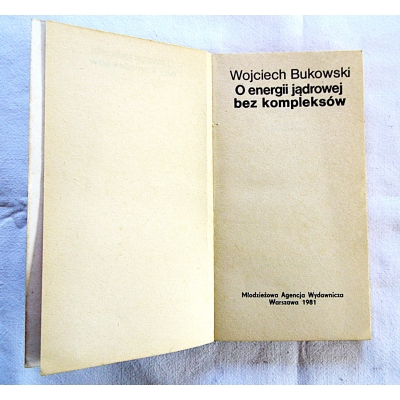 Wojciech Bukowski
O energii jądrowej
bez kompleksów
Młodzieżowa Agencja Wydawnicza
Warszawa 1981